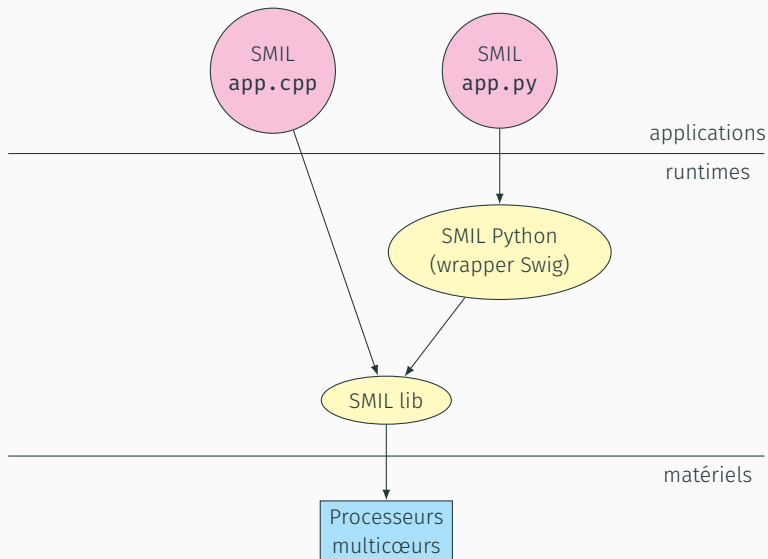 SMIL
app.cpp
SMIL
app.py
applications
runtimes
SMIL Python
(wrapper Swig)
SMIL lib
matériels
Processeurs
multicœurs